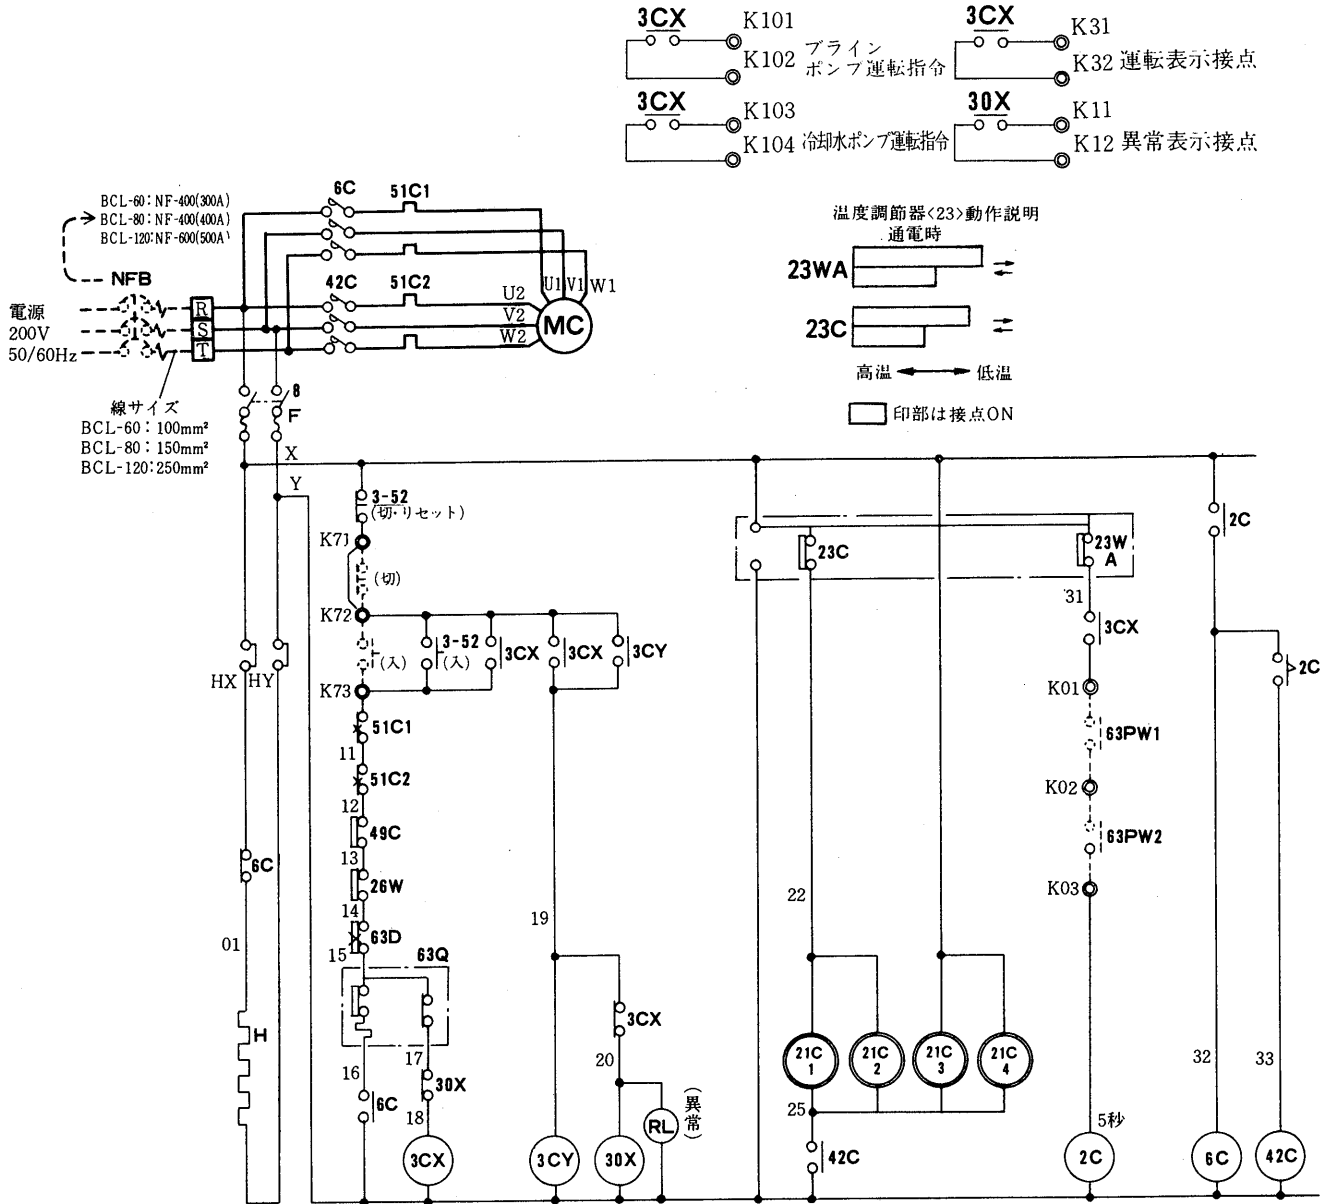 3CX
K101
K102 ブライン
ポンプ運転指令
3CX
K31
K32 運転表示接点
3CX
K103
K104 冷却水ポンプ運転指令
30X
K11
K12 異常表示接点
BCL-60:NF-400(300A)
BCL-80:NF-400(400A)
BCL-120:NF-600(500A)
6C
51C1
NFB
電源
200V
50/60Hz
R
S
T
42C
51C2
U1 V1 W1
U2
V2
W2
MC
温度調節器<23>動作説明
通電時
23WA
23C
高温 低温
印部は接点ON
線サイズ
BCL-60:100mm²
BCL-80:150mm²
BCL-120:250mm²
8
F
X
Y
3-52
(切・リセット)
K71
(切)
K72
(入)
3-52
(入)
3CX
3CX
3CY
K73
HX HY
51C1
11
51C2
12
49C
13
26W
14
63D
15
63Q
6C
01
H
16
6C
17
30X
18
3CX
19
3CY
3CX
20
30X
RL
(異常)
23C
23W
A
31
3CX
K01
63PW1
K02
63PW2
K03
22
21C
1
21C
2
21C
3
21C
4
25
42C
5秒
2C
2C
2C
32
33
6C
42C